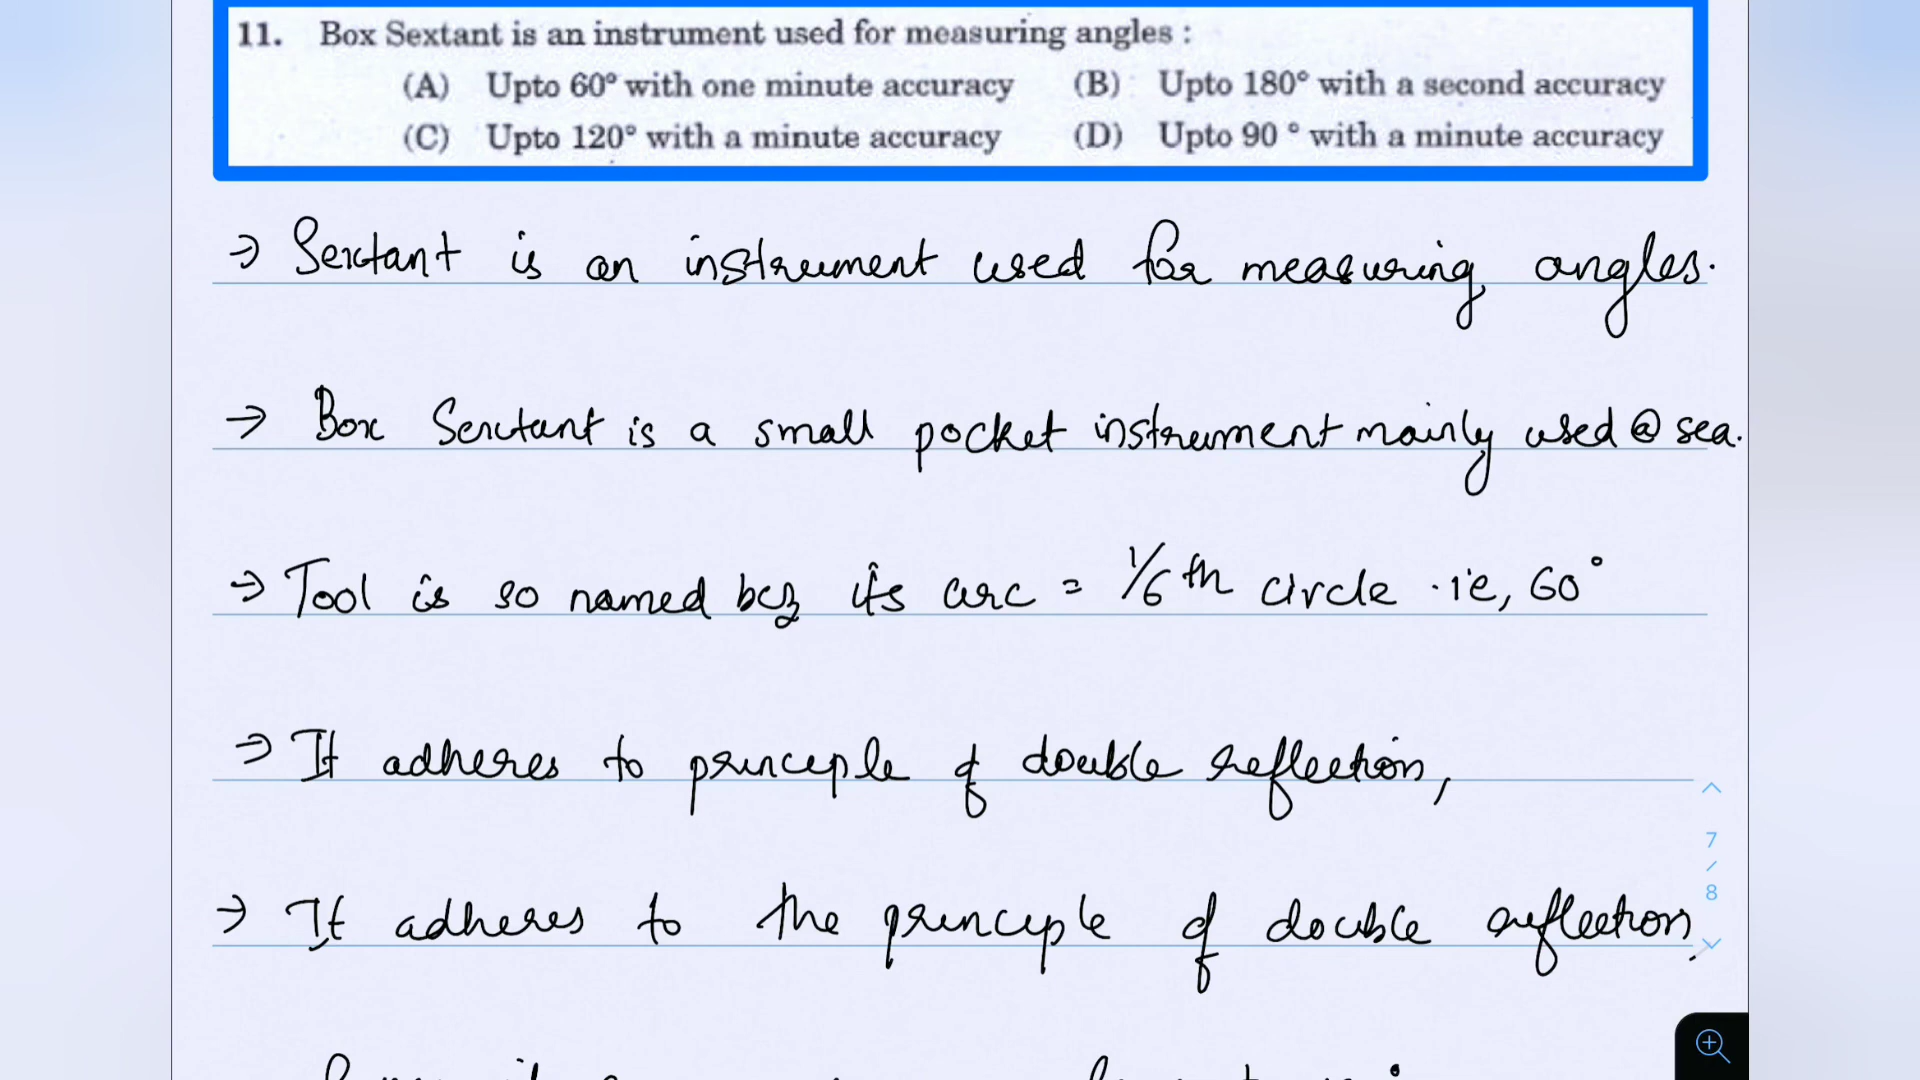 11. Box Sextant is an instrument used for measuring angles :
(A) Upto 60° with one minute accuracy (B) Upto 180° with a second accuracy
(C) Upto 120° with a minute accuracy (D) Upto 90 ° with a minute accuracy
→ Sextant is an instrument used for measuring angles.
→ Box Sextant is a small pocket instrument mainly used @ sea.
→ Tool is so named bcz its arc = 1/6th circle .ie, 60°
→ It adheres to principle of double reflection,
→ It adheres to the principle of double reflection.
7
/
8